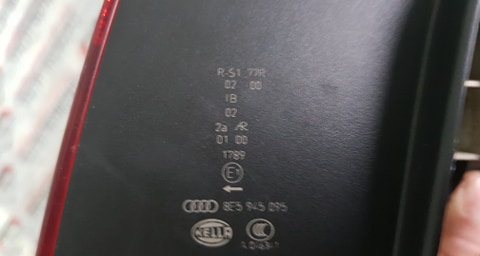 R-S1 77R
02 00
IB
02
2a AR
01 00
1789
E1
8E5 945 095
HELLA